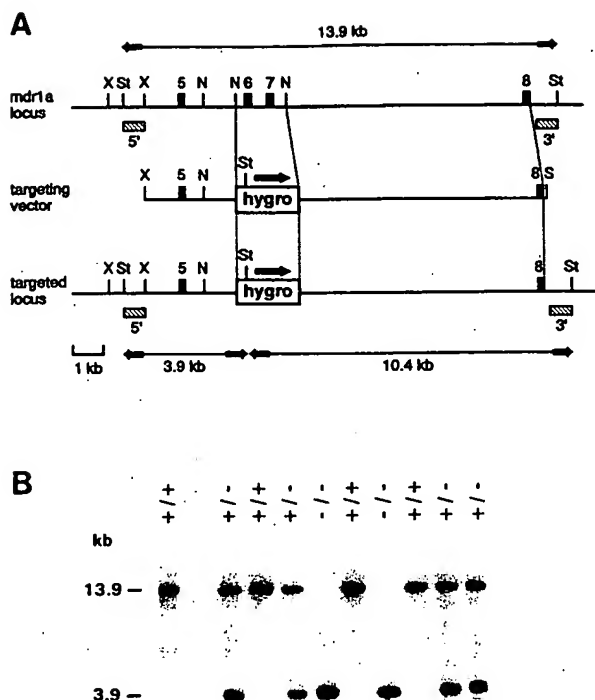 A
13.9 kb
X St X 5 N N 6 7 N 8 St
mdr1a
locus
5'
3'
St
X 5 N 8 S
targeting
vector
hygro
St
X St X 5 N 8 St
targeted
locus
hygro
5'
3'
1 kb
3.9 kb
10.4 kb
B
+ - + - - + - + - -
/ / / / / / / / / /
+ + + + - + - + + +
kb
13.9
3.9